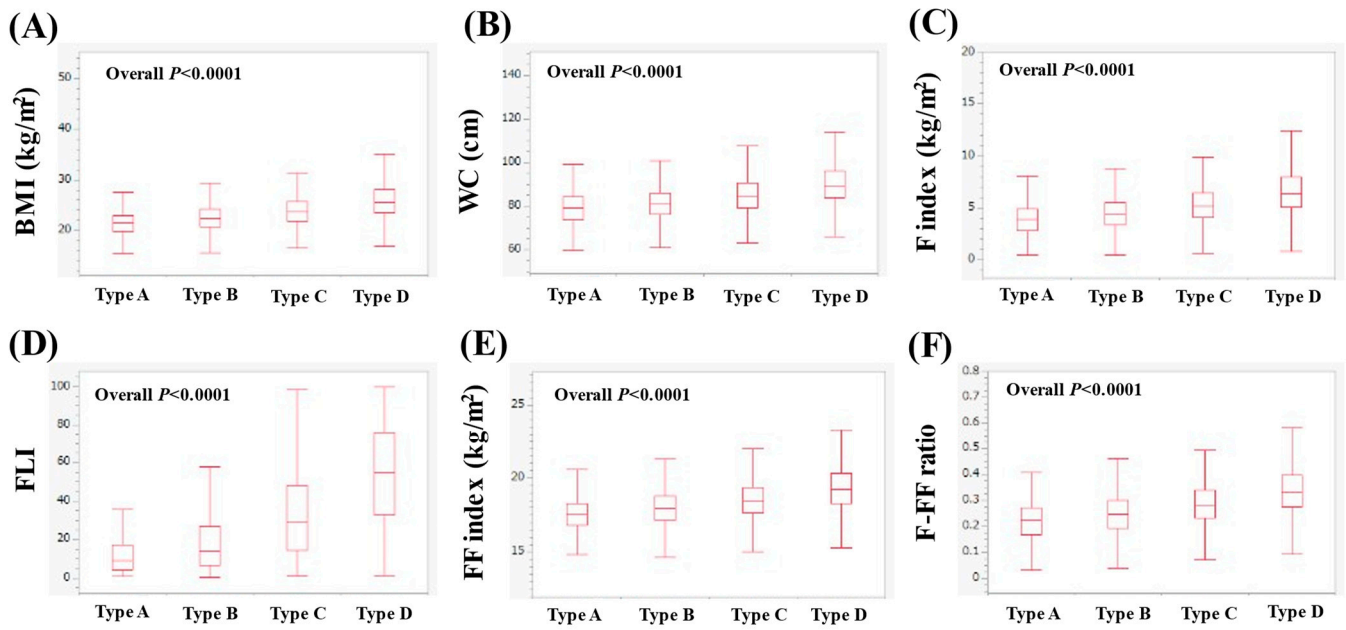 (A)
BMI (kg/m²)
50
40
30
20
Overall P<0.0001
Type A Type B Type C Type D
(B)
WC (cm)
140
120
100
80
60
Overall P<0.0001
Type A Type B Type C Type D
(C)
F index (kg/m²)
20
15
10
5
0
Overall P<0.0001
Type A Type B Type C Type D
(D)
FLI
100
80
60
40
20
0
Overall P<0.0001
Type A Type B Type C Type D
(E)
FF index (kg/m²)
25
20
15
Overall P<0.0001
Type A Type B Type C Type D
(F)
F-FF ratio
0.8
0.7
0.6
0.5
0.4
0.3
0.2
0.1
0
Overall P<0.0001
Type A Type B Type C Type D